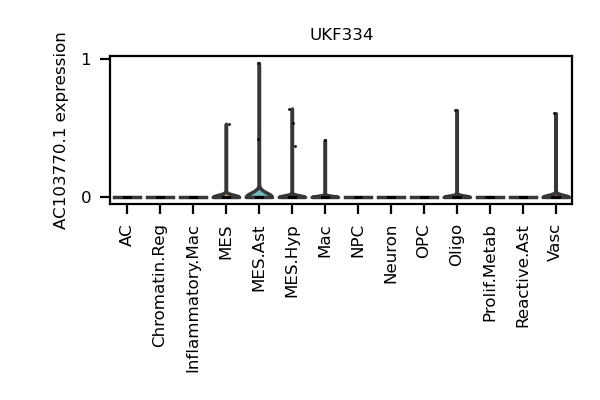 UKF334
AC103770.1 expression
1
0
AC
Chromatin.Reg
Inflammatory.Mac
MES
MES.Ast
MES.Hyp
Mac
NPC
Neuron
OPC
Oligo
Prolif.Metab
Reactive.Ast
Vasc